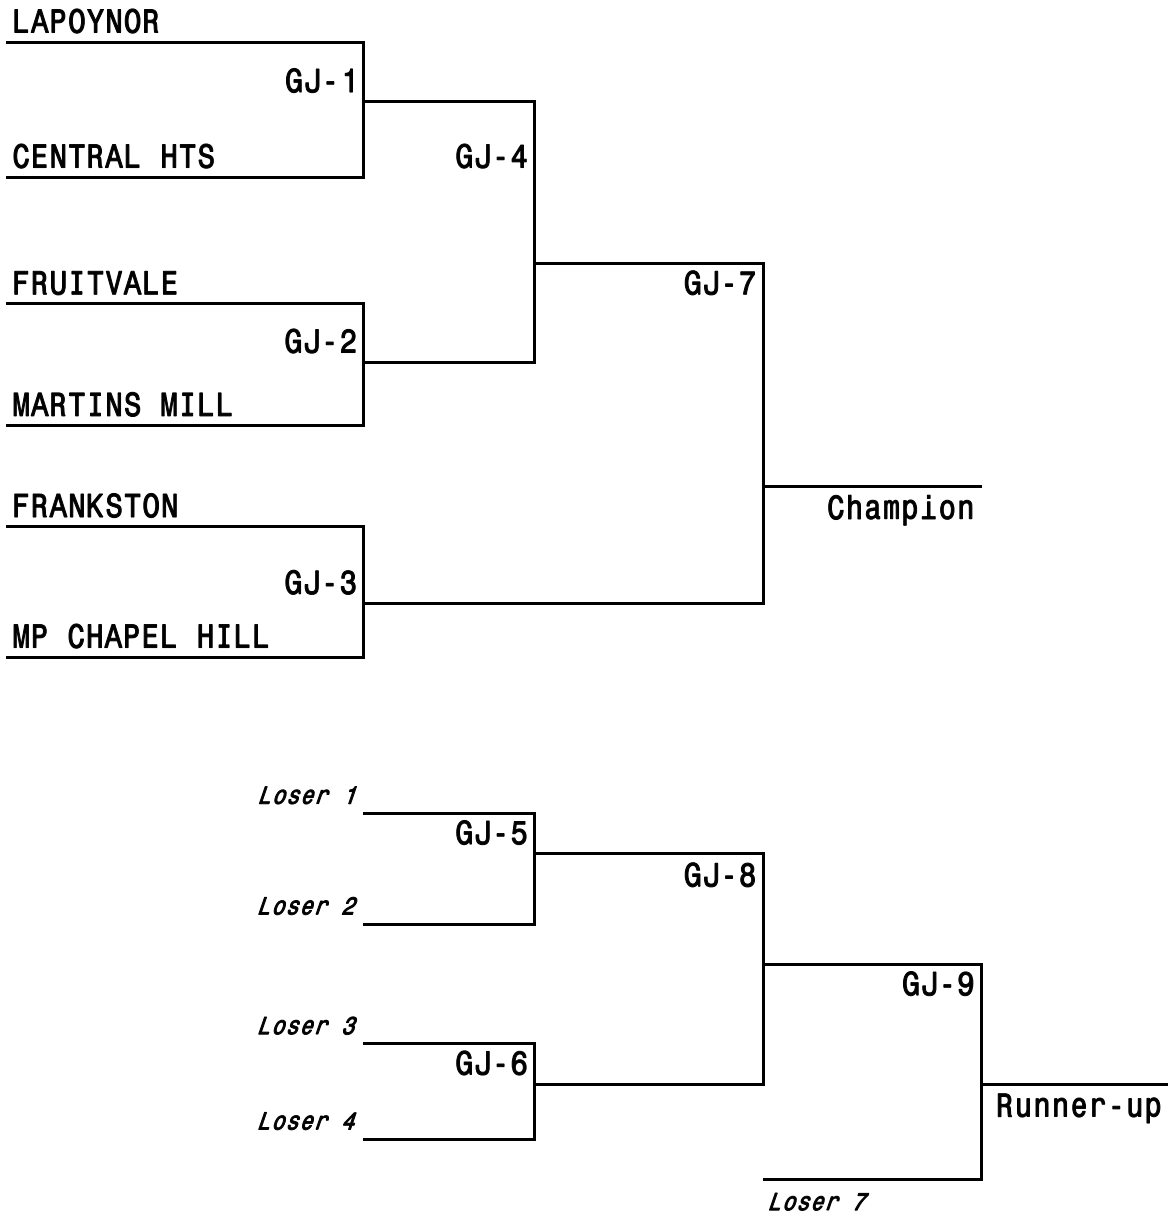 LAPOYNOR
GJ-1
CENTRAL HTS
GJ-4
FRUITVALE
GJ-7
GJ-2
MARTINS MILL
FRANKSTON
Champion
GJ-3
MP CHAPEL HILL
Loser 1
GJ-5
GJ-8
Loser 2
GJ-9
Loser 3
GJ-6
Runner-up
Loser 4
Loser 7